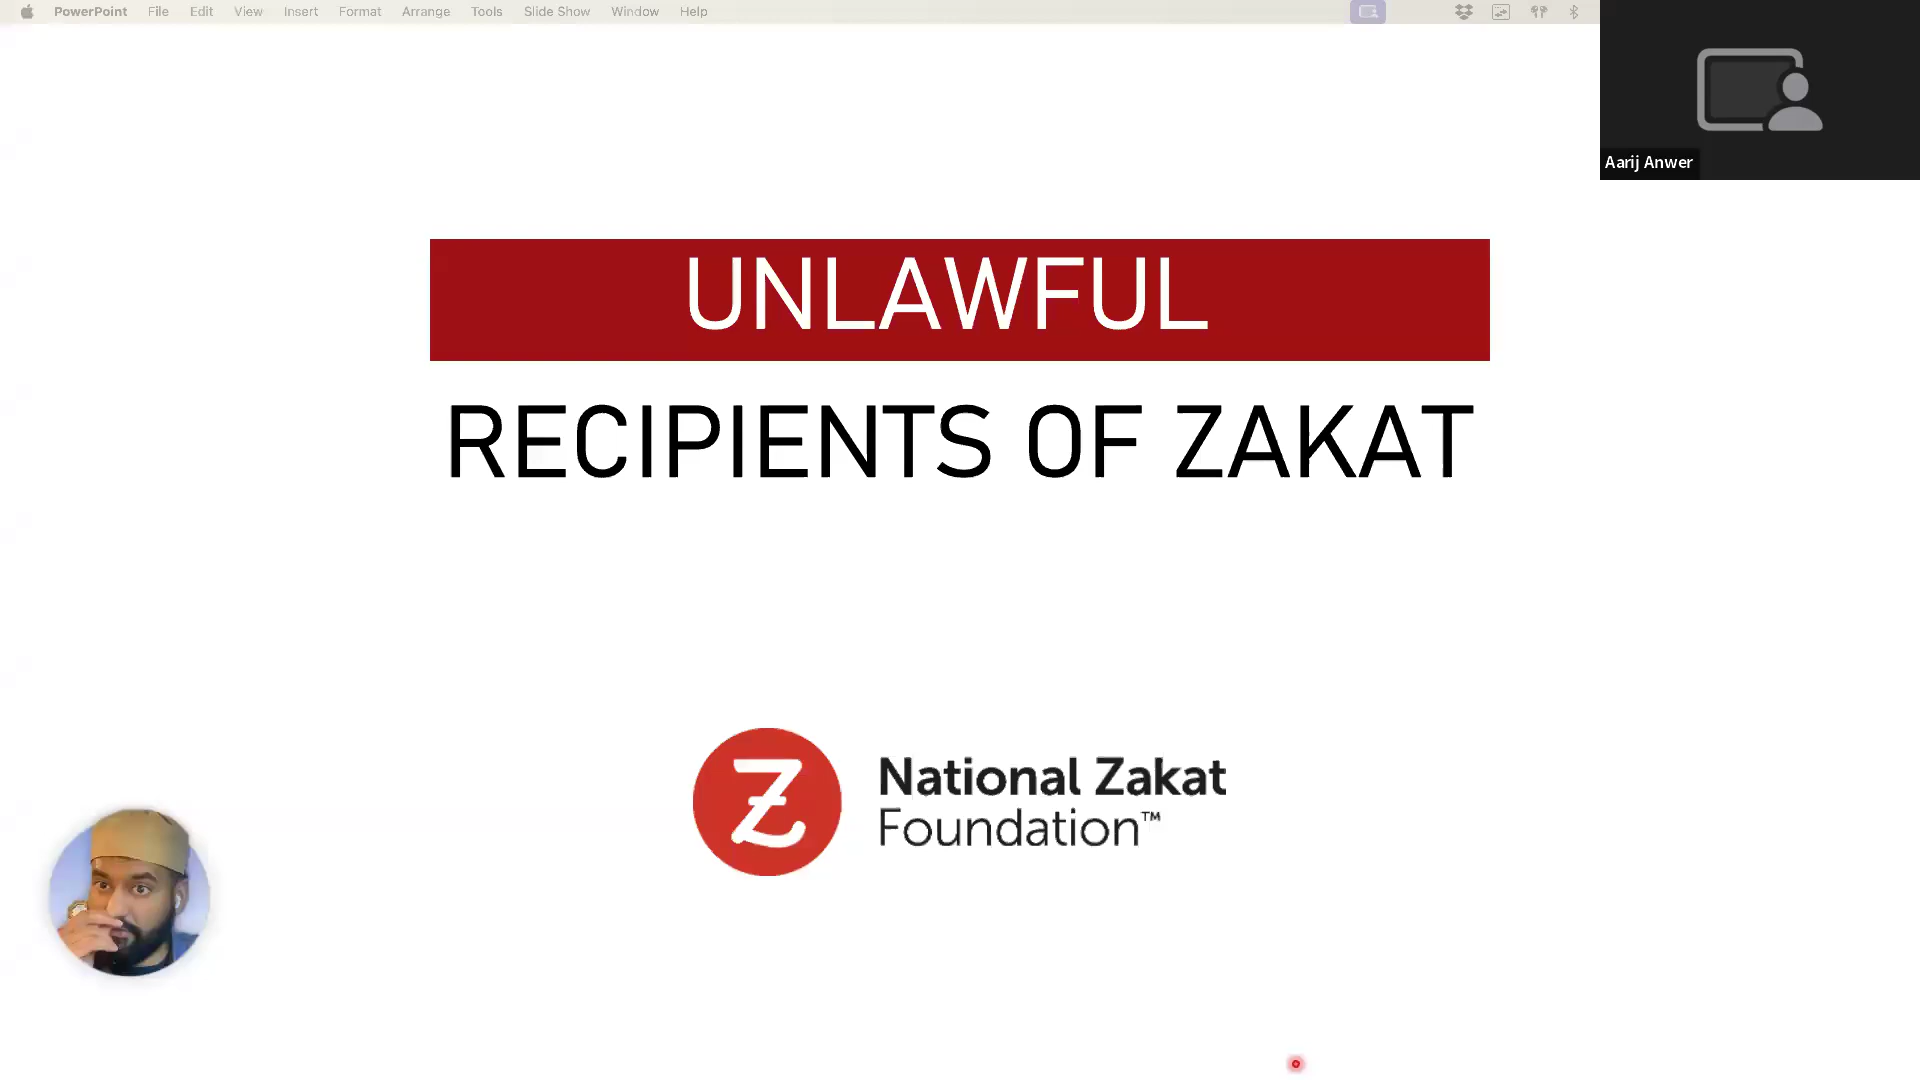 PowerPoint File Edit View Insert Format Arrange Tools Slide Show Window Help
Aarij Anwer
UNLAWFUL
RECIPIENTS OF ZAKAT
Z
National Zakat
Foundation™